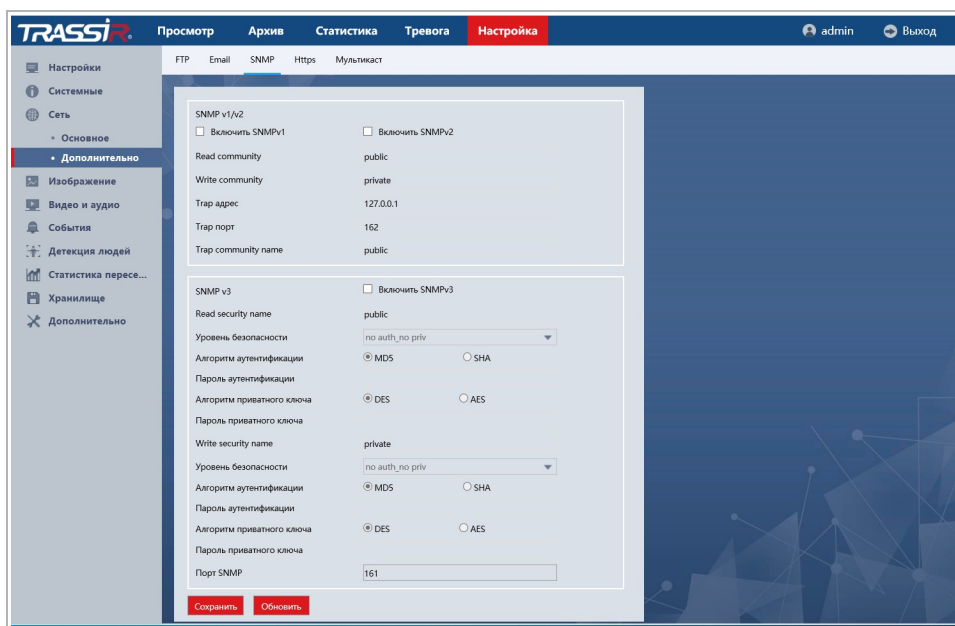 TRASSIR
Просмотр Архив Статистика Тревога Настройка admin Выход
FTP Email SNMP Https Мультикаст
Настройки
Системные
Сеть
Основное
Дополнительно
Изображение
Видео и аудио
События
Детекция людей
Статистика пересе...
Хранилище
Дополнительно
SNMP v1/v2
Включить SNMPv1 Включить SNMPv2
Read community public
Write community private
Trap адрес 127.0.0.1
Trap порт 162
Trap community name public
SNMP v3 Включить SNMPv3
Read security name public
Уровень безопасности no auth_no priv
Алгоритм аутентификации MD5 SHA
Пароль аутентификации
Алгоритм приватного ключа DES AES
Пароль приватного ключа
Write security name private
Уровень безопасности no auth_no priv
Алгоритм аутентификации MD5 SHA
Пароль аутентификации
Алгоритм приватного ключа DES AES
Пароль приватного ключа
Порт SNMP 161
Сохранить Обновить